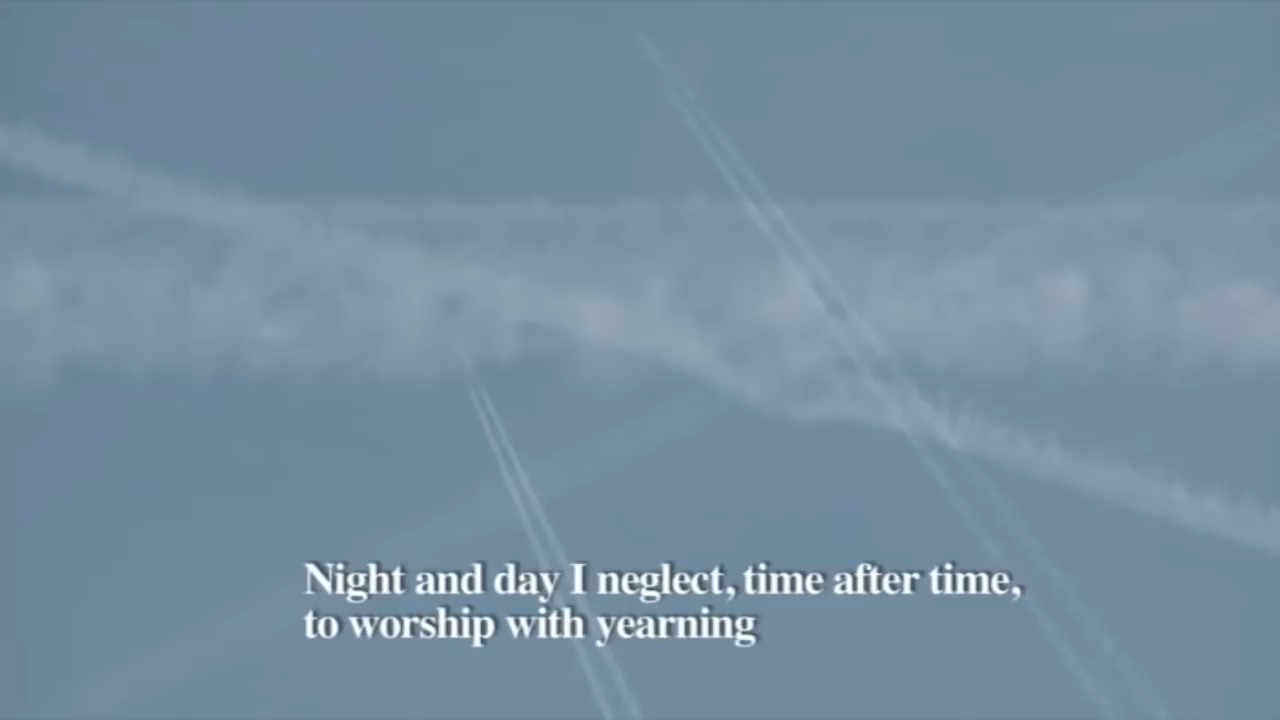 Night and day I neglect, time after time,
to worship with yearning